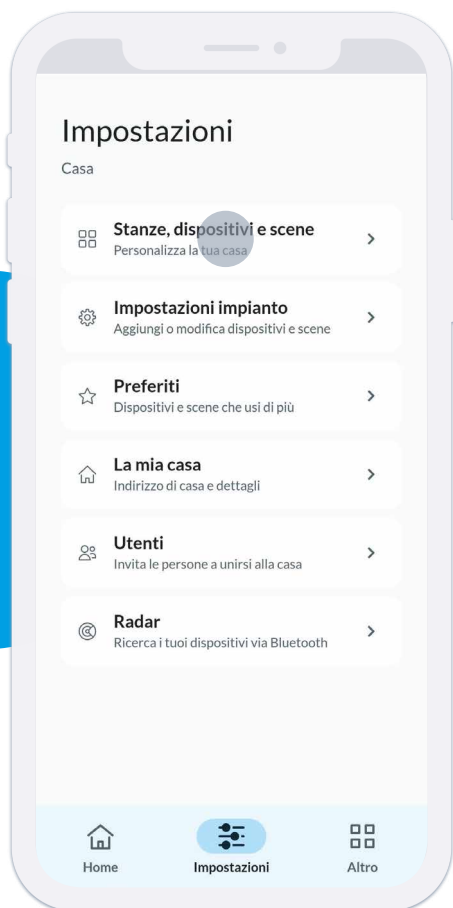 Impostazioni
Casa
Stanze, dispositivi e scene
Personalizza la tua casa
Impostazioni impianto
Aggiungi o modifica dispositivi e scene
Preferiti
Dispositivi e scene che usi di più
La mia casa
Indirizzo di casa e dettagli
Utenti
Invita le persone a unirsi alla casa
Radar
Ricerca i tuoi dispositivi via Bluetooth
Home
Impostazioni
Altro